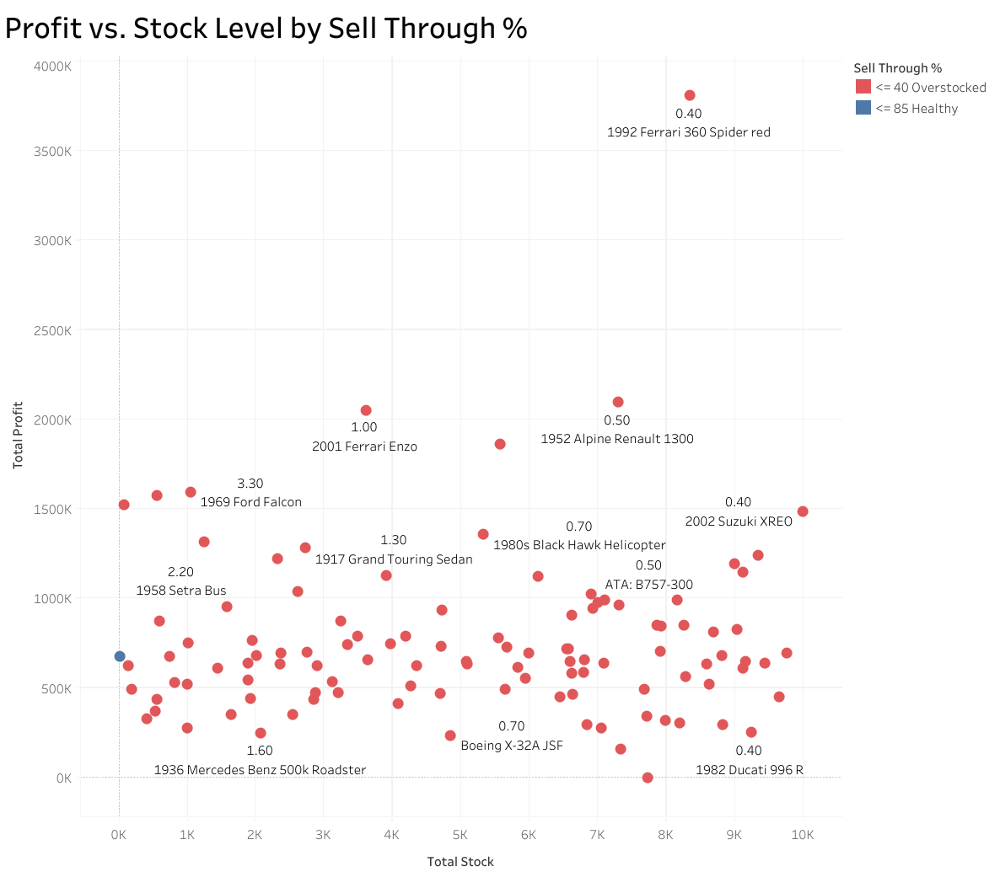 Profit vs. Stock Level by Sell Through %
Sell Through %
<= 40 Overstocked
<= 85 Healthy
4000K
3500K
3000K
2500K
2000K
1500K
1000K
500K
0K
Total Profit
0.40
1992 Ferrari 360 Spider red
1.00
2001 Ferrari Enzo
0.50
1952 Alpine Renault 1300
3.30
1969 Ford Falcon
0.40
2002 Suzuki XREO
0.70
1980s Black Hawk Helicopter
1.30
1917 Grand Touring Sedan
0.50
ATA: B757-300
2.20
1958 Setra Bus
0.70
Boeing X-32A JSF
1.60
1936 Mercedes Benz 500k Roadster
0.40
1982 Ducati 996 R
0K 1K 2K 3K 4K 5K 6K 7K 8K 9K 10K
Total Stock